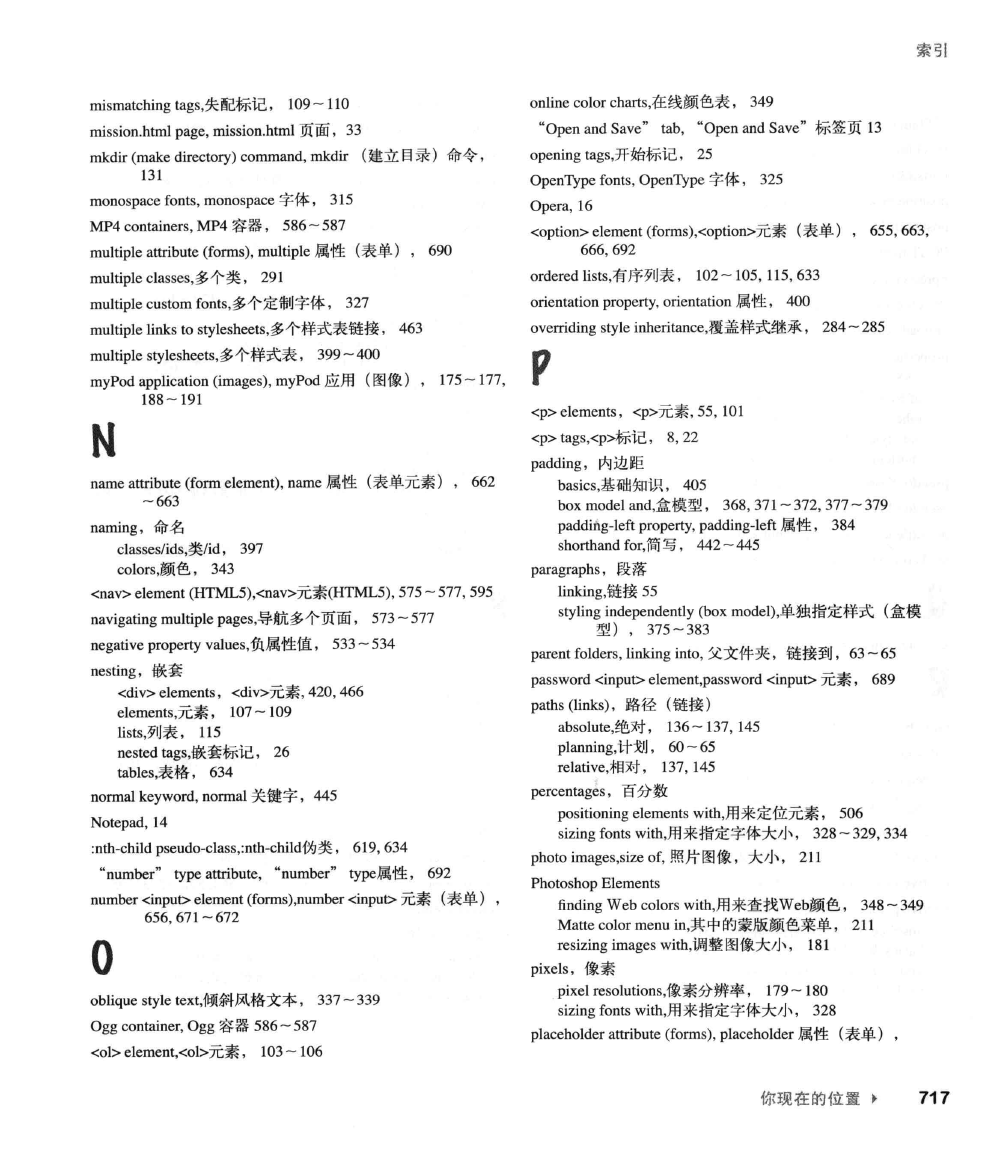 索引
mismatching tags,失配标记， 109~110
mission.html page, mission.html 页面，33
mkdir (make directory) command, mkdir （建立目录）命令，
131
monospace fonts, monospace 字体， 315
MP4 containers, MP4 容器， 586~587
multiple attribute (forms), multiple 属性（表单）， 690
multiple classes,多个类， 291
multiple custom fonts,多个定制字体， 327
multiple links to stylesheets,多个样式表链接， 463
multiple stylesheets,多个样式表， 399~400
myPod application (images), myPod 应用（图像）， 175~177,
188~191
N
name attribute (form element), name 属性（表单元素）， 662
~663
naming，命名
classes/ids,类/id， 397
colors,颜色， 343
<nav> element (HTML5),<nav>元素(HTML5), 575~577, 595
navigating multiple pages,导航多个页面， 573~577
negative property values,负属性值， 533~534
nesting，嵌套
<div> elements，<div>元素, 420, 466
elements,元素， 107~109
lists,列表， 115
nested tags,嵌套标记， 26
tables,表格， 634
normal keyword, normal 关键字，445
Notepad, 14
:nth-child pseudo-class,:nth-child伪类， 619, 634
“number” type attribute, “number” type属性， 692
number <input> element (forms),number <input> 元素（表单），
656, 671~672
O
oblique style text,倾斜风格文本， 337~339
Ogg container, Ogg 容器 586~587
<ol> element,<ol>元素， 103~106
online color charts,在线颜色表， 349
“Open and Save” tab, “Open and Save”标签页 13
opening tags,开始标记， 25
OpenType fonts, OpenType 字体， 325
Opera, 16
<option> element (forms),<option>元素（表单）， 655, 663,
666, 692
ordered lists,有序列表， 102~105, 115, 633
orientation property, orientation 属性， 400
overriding style inheritance,覆盖样式继承， 284~285
P
<p> elements，<p>元素, 55, 101
<p> tags,<p>标记， 8, 22
padding，内边距
basics,基础知识， 405
box model and,盒模型， 368, 371~372, 377~379
padding-left property, padding-left 属性， 384
shorthand for,简写， 442~445
paragraphs，段落
linking,链接 55
styling independently (box model),单独指定样式（盒模
型）， 375~383
parent folders, linking into, 父文件夹，链接到，63~65
password <input> element,password <input> 元素， 689
paths (links)，路径（链接）
absolute,绝对， 136~137, 145
planning,计划， 60~65
relative,相对， 137, 145
percentages，百分数
positioning elements with,用来定位元素， 506
sizing fonts with,用来指定字体大小， 328~329, 334
photo images,size of, 照片图像，大小， 211
Photoshop Elements
finding Web colors with,用来查找Web颜色， 348~349
Matte color menu in,其中的蒙版颜色菜单， 211
resizing images with,调整图像大小， 181
pixels，像素
pixel resolutions,像素分辨率， 179~180
sizing fonts with,用来指定字体大小， 328
placeholder attribute (forms), placeholder 属性（表单），
你现在的位置 ▸ 717